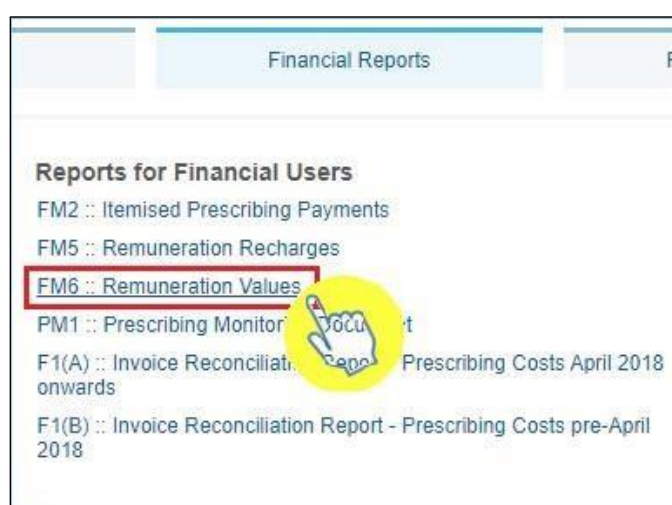 Financial Reports
Reports for Financial Users
FM2 :: Itemised Prescribing Payments
FM5 :: Remuneration Recharges
FM6 :: Remuneration Values
PM1 :: Prescribing
F1(A) :: Invoice Prescribing Costs April 2018
onwards
F1(B) :: Invoice Reconciliation Report - Prescribing Costs pre-April
2018